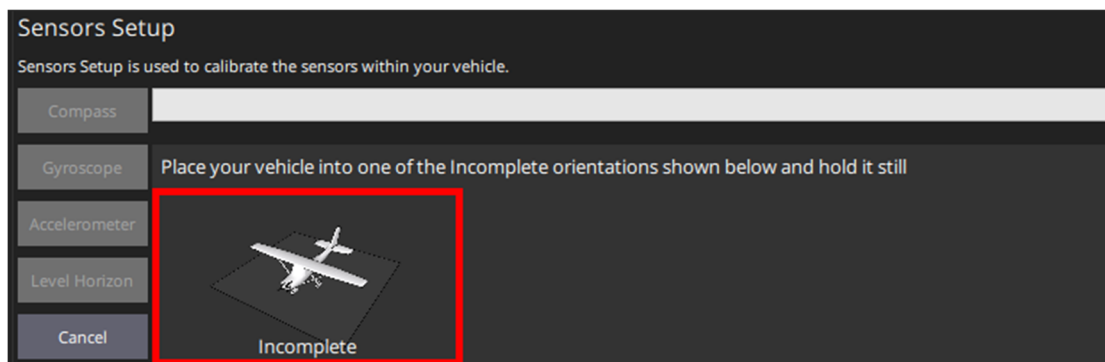 Sensors Setup
Sensors Setup is used to calibrate the sensors within your vehicle.
Compass
Gyroscope
Place your vehicle into one of the Incomplete orientations shown below and hold it still
Accelerometer
Level Horizon
Cancel
Incomplete